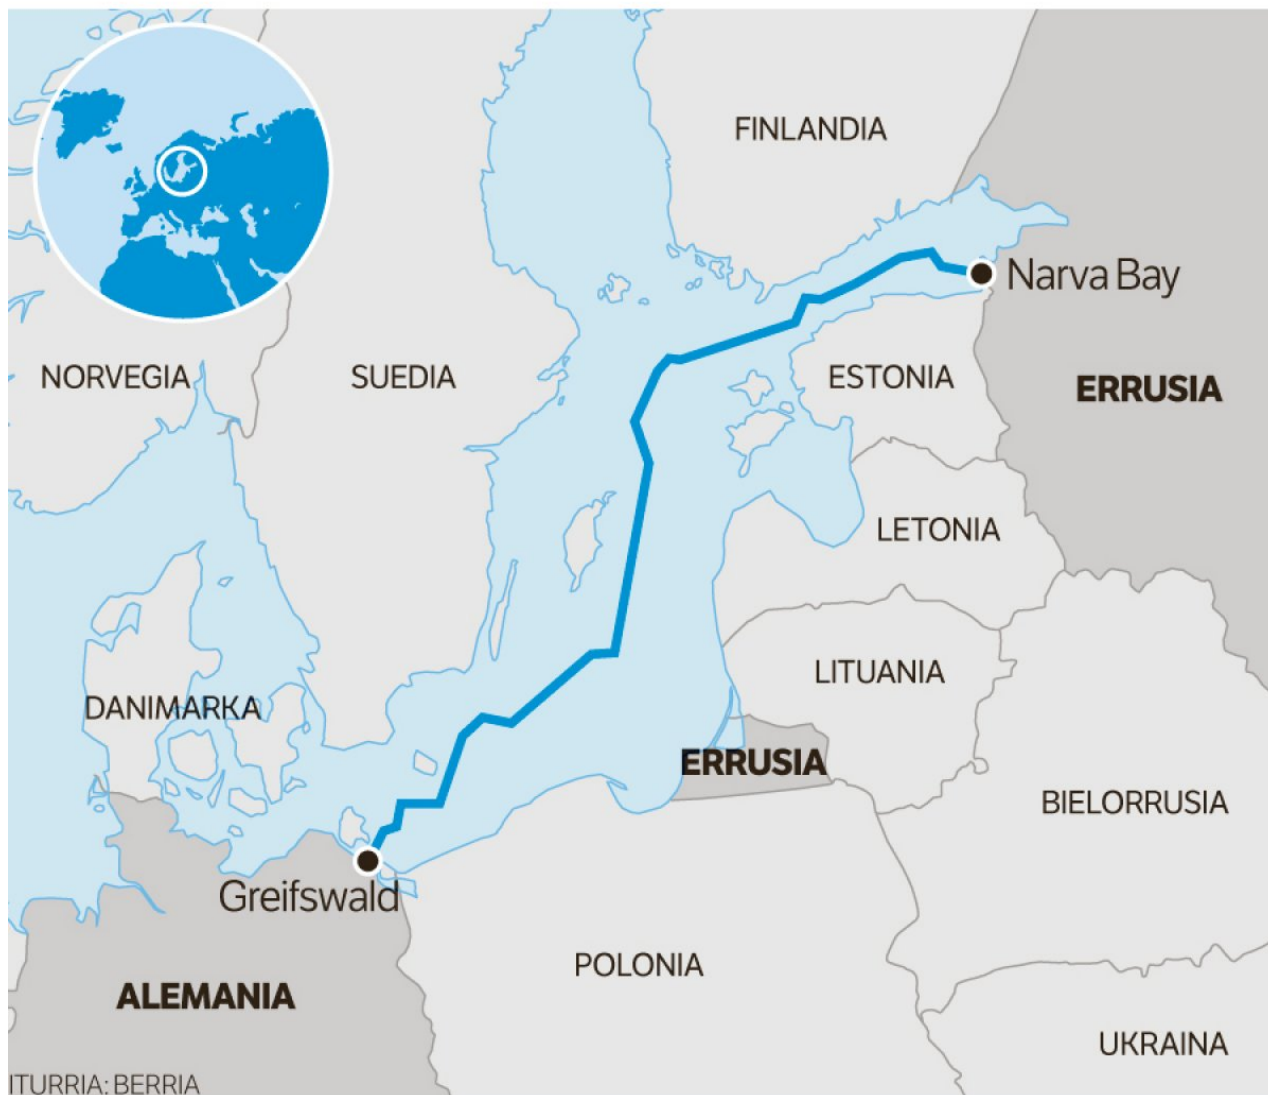 FINLANDIA
Narva Bay
NORVEGIA
SUEDIA
ESTONIA
ERRUSIA
LETONIA
LITUANIA
DANIMARKA
ERRUSIA
BIELORRUSIA
Greifswald
POLONIA
ALEMANIA
UKRAINA
ITURRIA: BERRIA